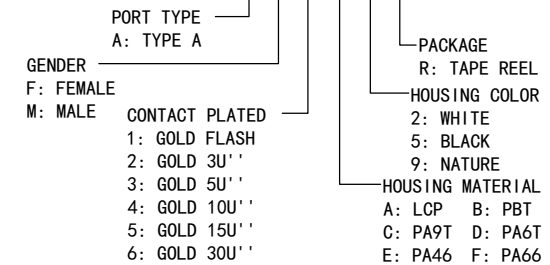 PORT TYPE
A: TYPE A
GENDER
F: FEMALE
M: MALE
CONTACT PLATED
1: GOLD FLASH
2: GOLD 3U''
3: GOLD 5U''
4: GOLD 10U''
5: GOLD 15U''
6: GOLD 30U''
PACKAGE
R: TAPE REEL
HOUSING COLOR
2: WHITE
5: BLACK
9: NATURE
HOUSING MATERIAL
A: LCP B: PBT
C: PA9T D: PA6T
E: PA46 F: PA66